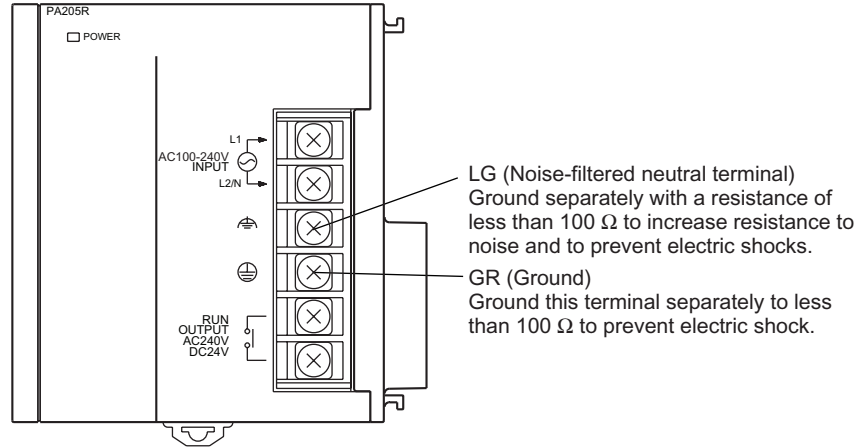 PA205R
POWER
L1
AC100-240V
INPUT
L2/N
RUN
OUTPUT
AC240V
DC24V
LG (Noise-filtered neutral terminal)
Ground separately with a resistance of
less than 100 Ω to increase resistance to
noise and to prevent electric shocks.
GR (Ground)
Ground this terminal separately to less
than 100 Ω to prevent electric shock.